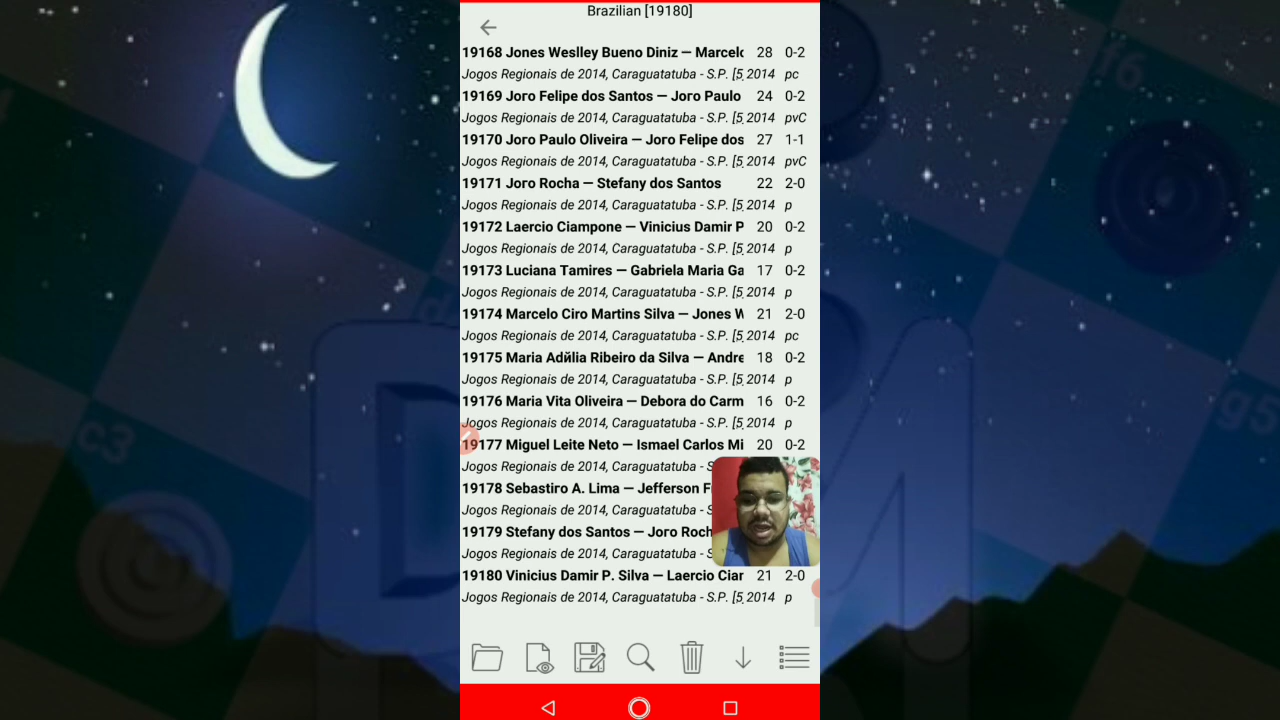 Brazilian [19180]
19168 Jones Weslley Bueno Diniz — Marcelo 28 0-2
Jogos Regionais de 2014, Caraguatatuba - S.P. [5, 2014 pc
19169 Joro Felipe dos Santos — Joro Paulo 24 0-2
Jogos Regionais de 2014, Caraguatatuba - S.P. [5, 2014 pvC
19170 Joro Paulo Oliveira — Joro Felipe dos 27 1-1
Jogos Regionais de 2014, Caraguatatuba - S.P. [5, 2014 pvC
19171 Joro Rocha — Stefany dos Santos 22 2-0
Jogos Regionais de 2014, Caraguatatuba - S.P. [5, 2014 p
19172 Laercio Ciampone — Vinicius Damir P 20 0-2
Jogos Regionais de 2014, Caraguatatuba - S.P. [5, 2014 p
19173 Luciana Tamires — Gabriela Maria Ga 17 0-2
Jogos Regionais de 2014, Caraguatatuba - S.P. [5, 2014 p
19174 Marcelo Ciro Martins Silva — Jones W 21 2-0
Jogos Regionais de 2014, Caraguatatuba - S.P. [5, 2014 pc
19175 Maria Adйlia Ribeiro da Silva — Andre 18 0-2
Jogos Regionais de 2014, Caraguatatuba - S.P. [5, 2014 p
19176 Maria Vita Oliveira — Debora do Carm 16 0-2
Jogos Regionais de 2014, Caraguatatuba - S.P. [5, 2014 p
19177 Miguel Leite Neto — Ismael Carlos Mi 20 0-2
Jogos Regionais de 2014, Caraguatatuba - S
19178 Sebastiro A. Lima — Jefferson F
Jogos Regionais de 2014, Caraguatatuba - S
19179 Stefany dos Santos — Joro Roch
Jogos Regionais de 2014, Caraguatatuba - S
19180 Vinicius Damir P. Silva — Laercio Ciar 21 2-0
Jogos Regionais de 2014, Caraguatatuba - S.P. [5, 2014 p
f6
c3
g5